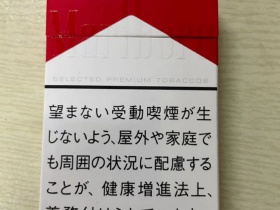 Marlboro
SELECTED PREMIUM TOBACCOS
望まない受動喫煙が生
じないよう、屋外や家庭で
も周囲の状況に配慮する
ことが、健康増進法上、